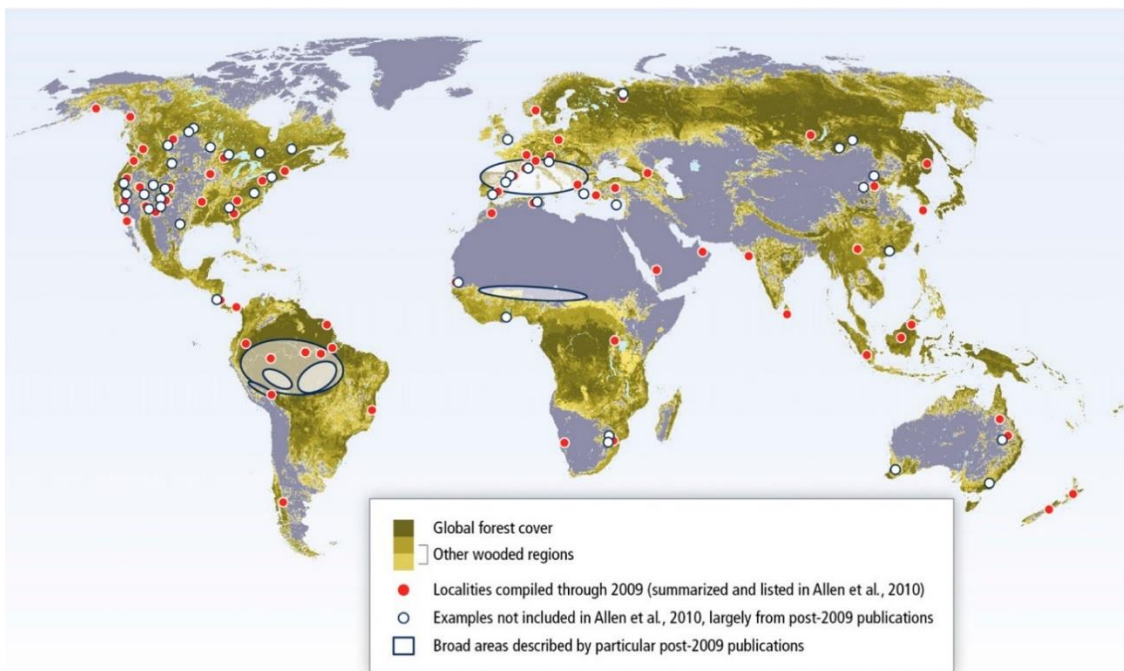 Global forest cover
Other wooded regions
Localities compiled through 2009 (summarized and listed in Allen et al., 2010)
Examples not included in Allen et al., 2010, largely from post-2009 publications
Broad areas described by particular post-2009 publications